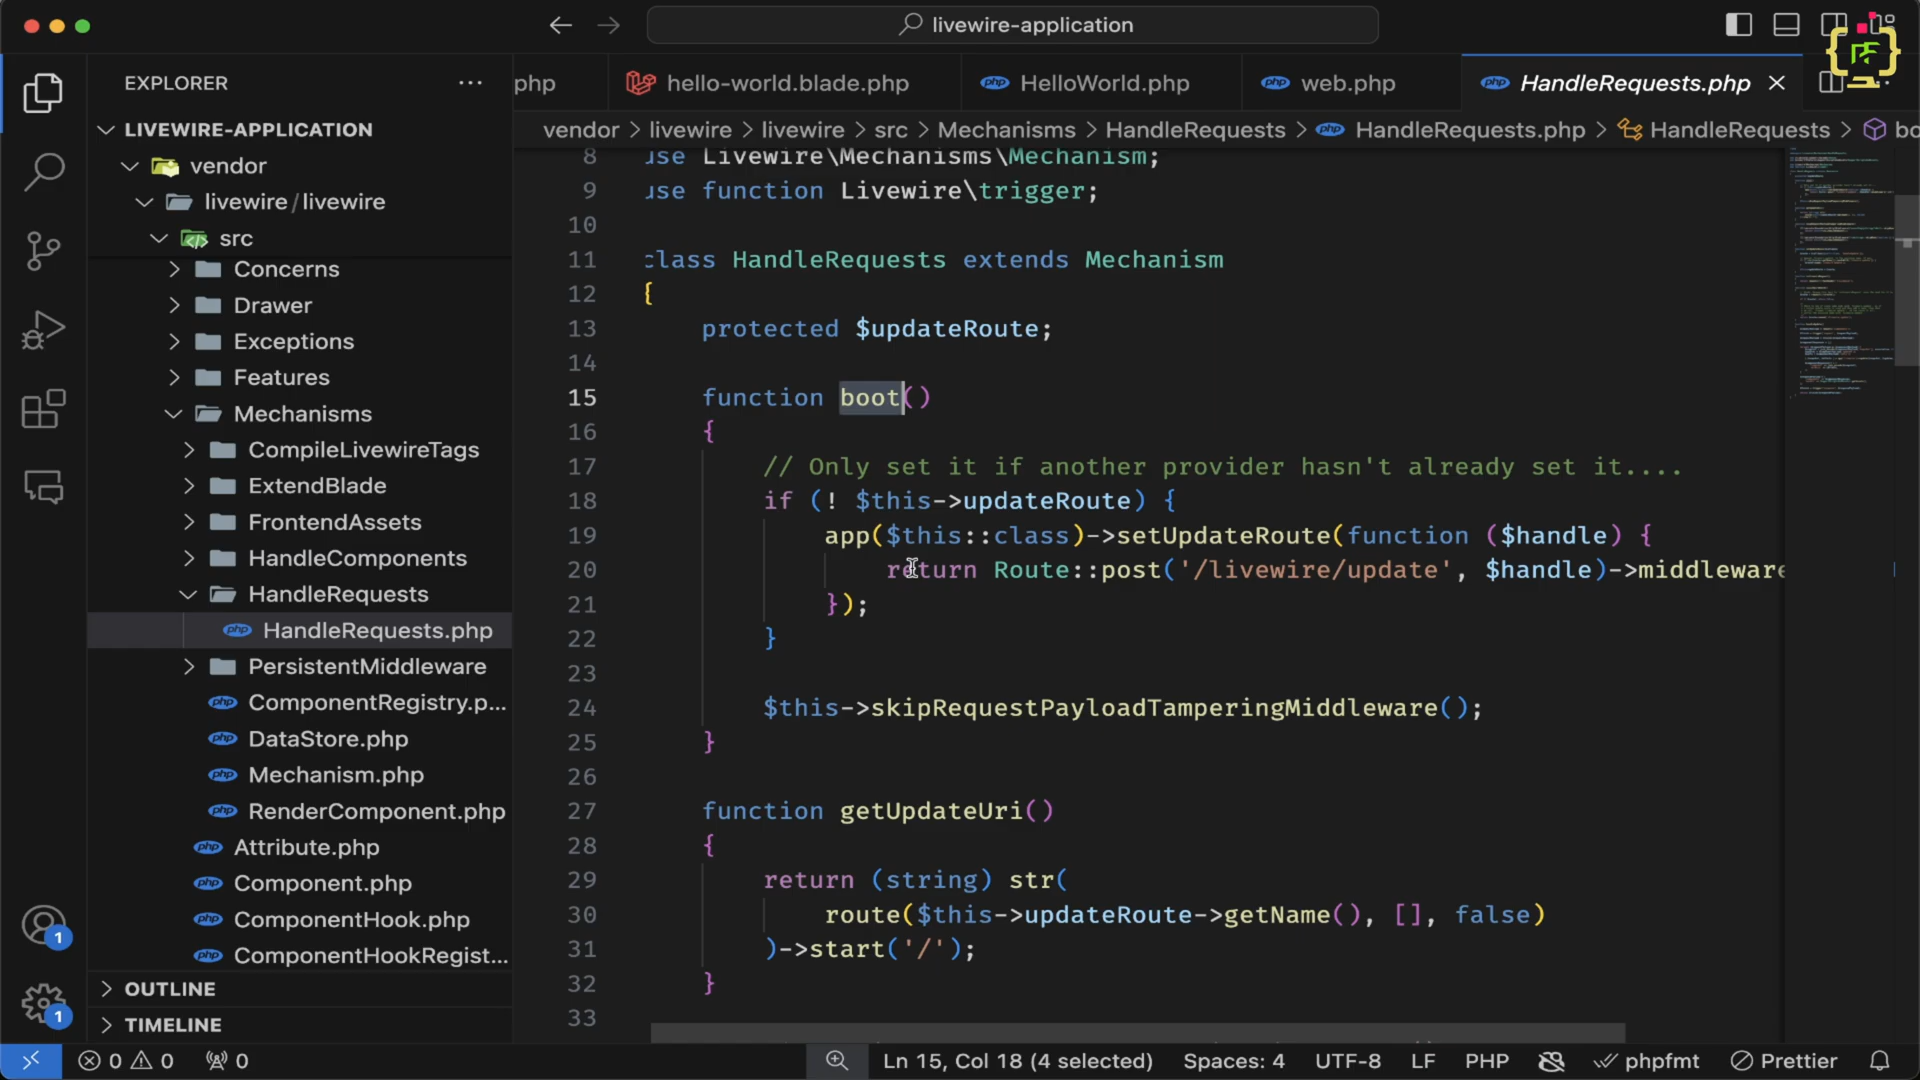 livewire-application
EXPLORER
php
hello-world.blade.php
HelloWorld.php
web.php
HandleRequests.php
LIVEWIRE-APPLICATION
vendor > livewire > livewire > src > Mechanisms > HandleRequests > HandleRequests.php > HandleRequests > bo
vendor
livewire/livewire
src
Concerns
Drawer
Exceptions
Features
Mechanisms
CompileLivewireTags
ExtendBlade
FrontendAssets
HandleComponents
HandleRequests
HandleRequests.php
PersistentMiddleware
ComponentRegistry.p...
DataStore.php
Mechanism.php
RenderComponent.php
Attribute.php
Component.php
ComponentHook.php
ComponentHookRegist...
OUTLINE
TIMELINE
8 use Livewire\Mechanisms\Mechanism;
9 use function Livewire\trigger;
10
11 class HandleRequests extends Mechanism
12 {
13 protected $updateRoute;
14
15 function boot()
16 {
17 // Only set it if another provider hasn't already set it....
18 if (! $this->updateRoute) {
19 app($this::class)->setUpdateRoute(function ($handle) {
20 return Route::post('/livewire/update', $handle)->middleware
21 });
22 }
23
24 $this->skipRequestPayloadTamperingMiddleware();
25 }
26
27 function getUpdateUri()
28 {
29 return (string) str(
30 route($this->updateRoute->getName(), [], false)
31 )->start('/');
32 }
33
1
1
0 0 0
Ln 15, Col 18 (4 selected)
Spaces: 4
UTF-8
LF
PHP
phpfmt
Prettier